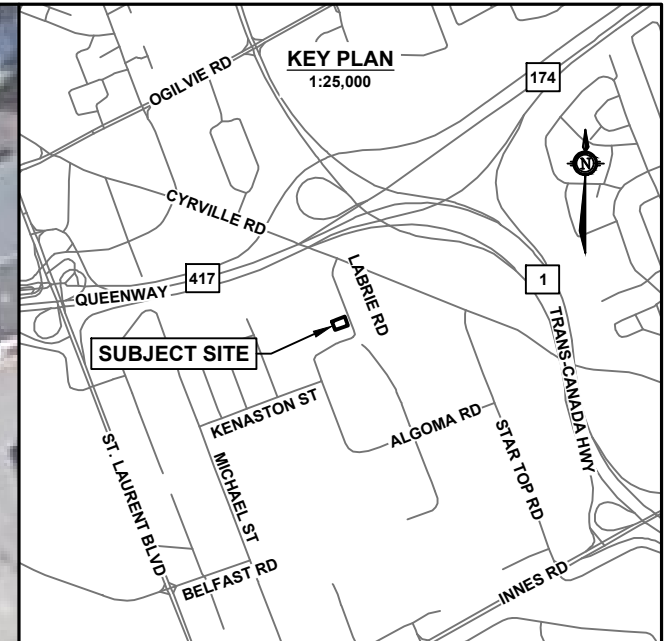 KEY PLAN
1:25,000
OGILVIE RD
174
N
CYRVILLE RD
417
QUEENWAY
LABRIE RD
1
SUBJECT SITE
TRANS-CANADA HWY
KENASTON ST
ALGOMA RD
STAR TOP RD
ST. LAURENT BLVD
MICHAEL ST
BELFAST RD
INNES RD